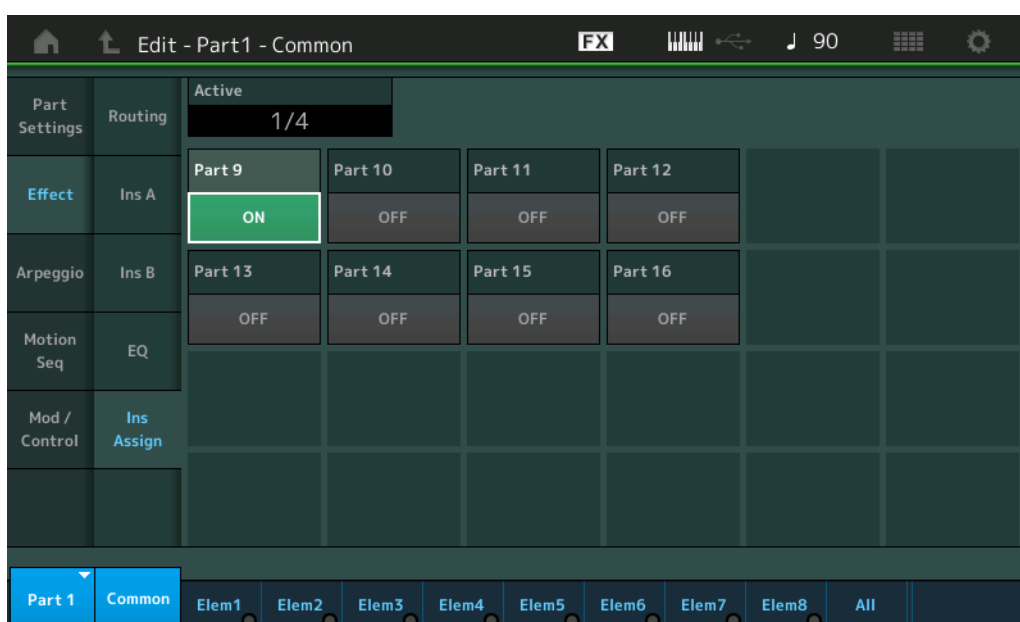 Edit - Part1 - Common
FX
90
Part
Settings
Routing
Active
1/4
Effect
Ins A
Part 9
Part 10
Part 11
Part 12
ON
OFF
OFF
OFF
Arpeggio
Ins B
Part 13
Part 14
Part 15
Part 16
OFF
OFF
OFF
OFF
Motion
Seq
EQ
Mod /
Control
Ins
Assign
Part 1
Common
Elem1
Elem2
Elem3
Elem4
Elem5
Elem6
Elem7
Elem8
All